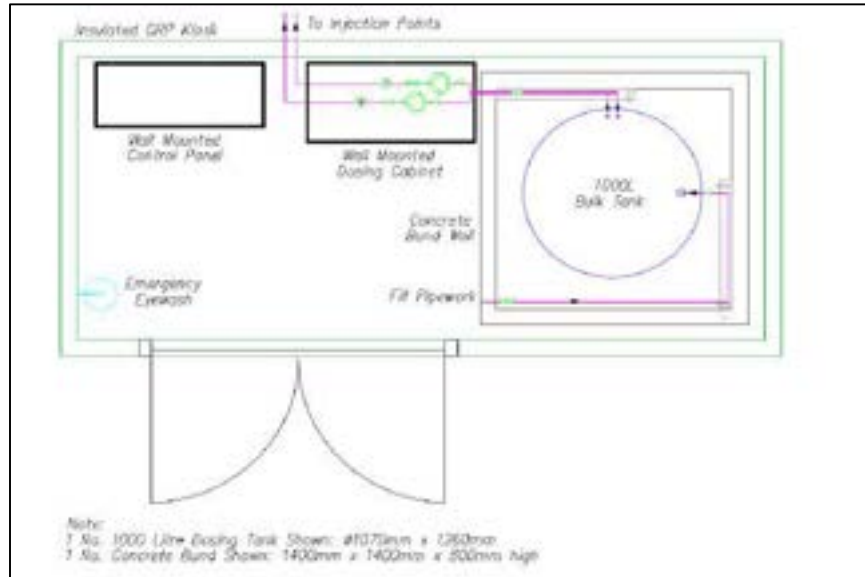 Insulated GRP Kiosk
To Injection Points
Wall Mounted
Control Panel
Wall Mounted
Dosing Cabinet
1000L
Bulk Tank
Concrete
Bund Wall
Emergency
Eyewash
Fill Pipework
Note:
1 No. 1000 Litre Dosing Tank Shown: Ø1075mm x 1360mm
1 No. Concrete Bund Shown: 1400mm x 1400mm x 800mm high